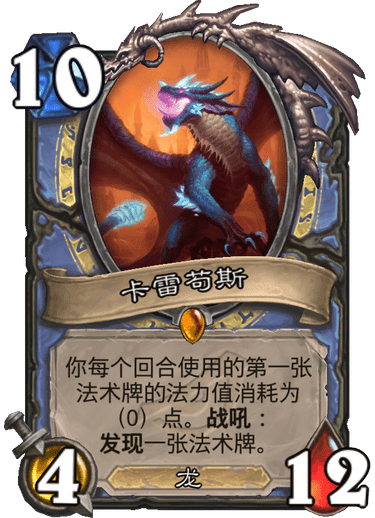 10
卡雷苟斯
你每个回合使用的第一张
法术牌的法力值消耗为
（0）点。战吼：
发现一张法术牌。
4
龙
12